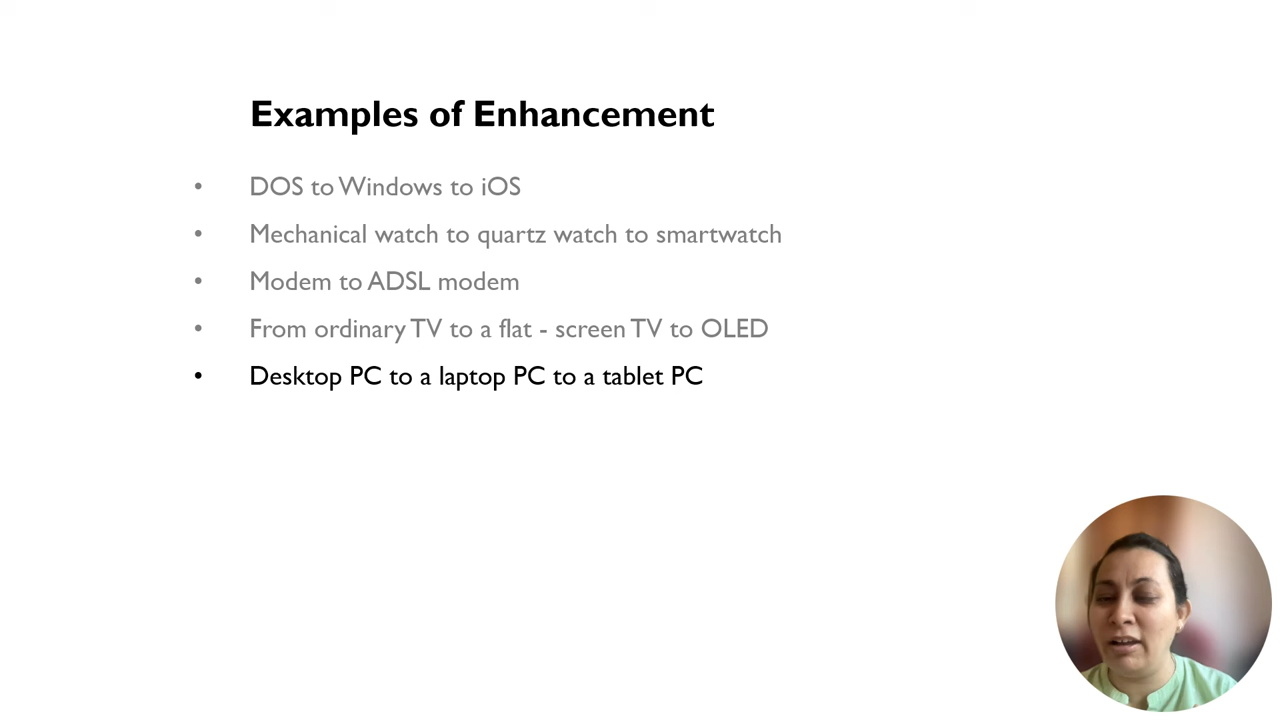 Examples of Enhancement
• DOS to Windows to iOS
• Mechanical watch to quartz watch to smartwatch
• Modem to ADSL modem
• From ordinary TV to a flat - screen TV to OLED
• Desktop PC to a laptop PC to a tablet PC